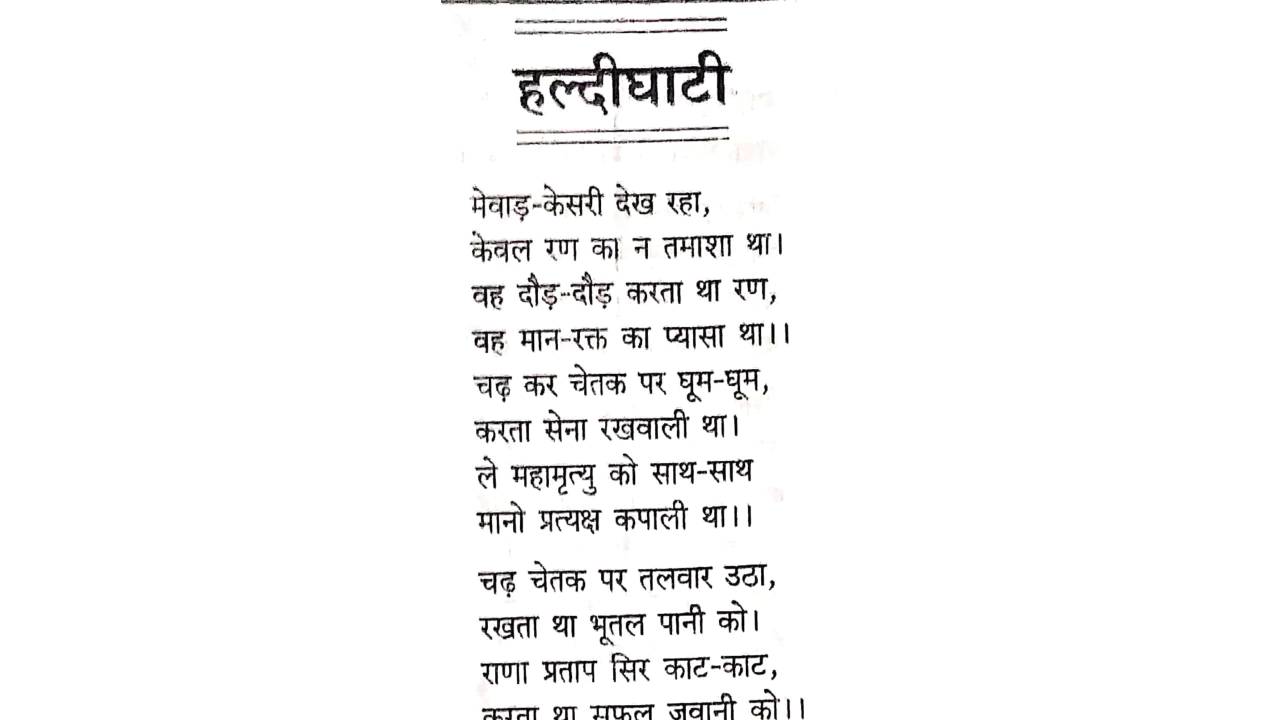 हल्दीघाटी
मेवाड़-केसरी देख रहा,
केवल रण का न तमाशा था।
वह दौड़-दौड़ करता था रण,
वह मान-रक्त का प्यासा था।।
चढ़ कर चेतक पर घूम-घूम,
करता सेना रखवाली था।
ले महामृत्यु को साथ-साथ
मानो प्रत्यक्ष कपाली था।।
चढ़ चेतक पर तलवार उठा,
रखता था भूतल पानी को।
राणा प्रताप सिर काट-काट,
करता था सफल जवानी को।।